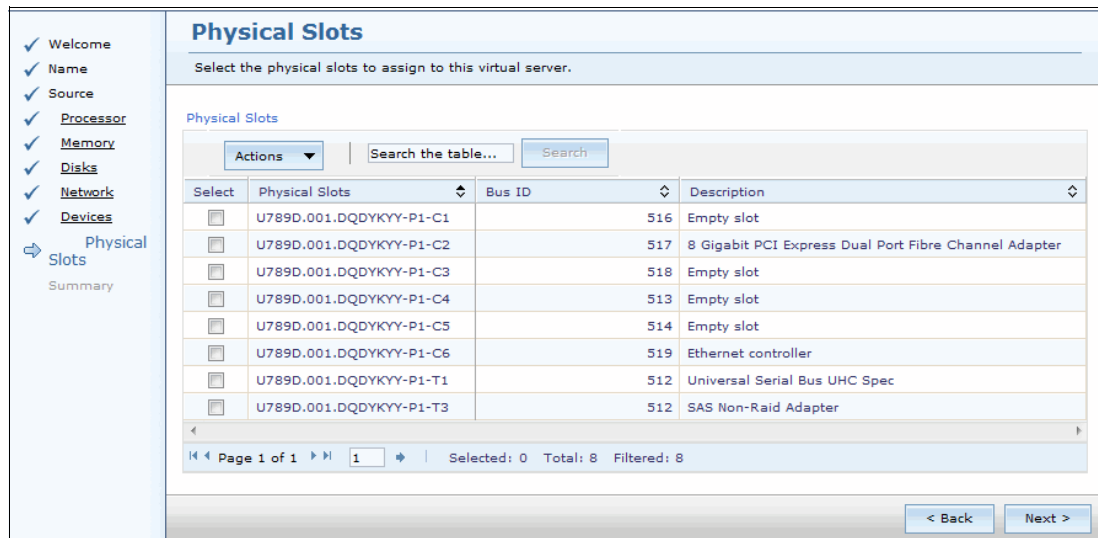 Welcome
Name
Source
Processor
Memory
Disks
Network
Devices
Physical
Slots
Summary
Physical Slots
Select the physical slots to assign to this virtual server.
Physical Slots
Actions Search the table... Search
Select Physical Slots Bus ID Description
U789D.001.DQDYKYY-P1-C1 516 Empty slot
U789D.001.DQDYKYY-P1-C2 517 8 Gigabit PCI Express Dual Port Fibre Channel Adapter
U789D.001.DQDYKYY-P1-C3 518 Empty slot
U789D.001.DQDYKYY-P1-C4 513 Empty slot
U789D.001.DQDYKYY-P1-C5 514 Empty slot
U789D.001.DQDYKYY-P1-C6 519 Ethernet controller
U789D.001.DQDYKYY-P1-T1 512 Universal Serial Bus UHC Spec
U789D.001.DQDYKYY-P1-T3 512 SAS Non-Raid Adapter
Page 1 of 1 1 Selected: 0 Total: 8 Filtered: 8
< Back Next >